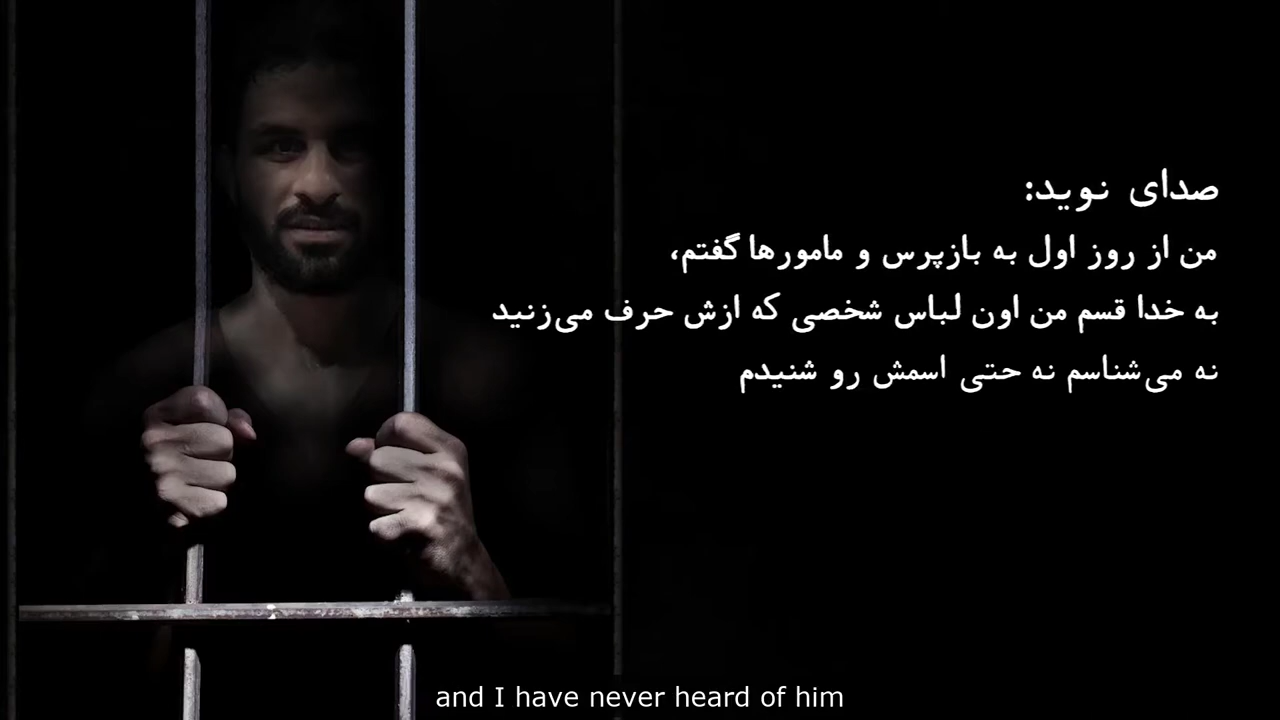 صدای نوید:
من از روز اول به بازپرس و مامورها گفتم،
به خدا قسم من اون لباس شخصی که ازش حرف می‌زنید
نه می‌شناسم نه حتی اسمش رو شنیدم
and I have never heard of him